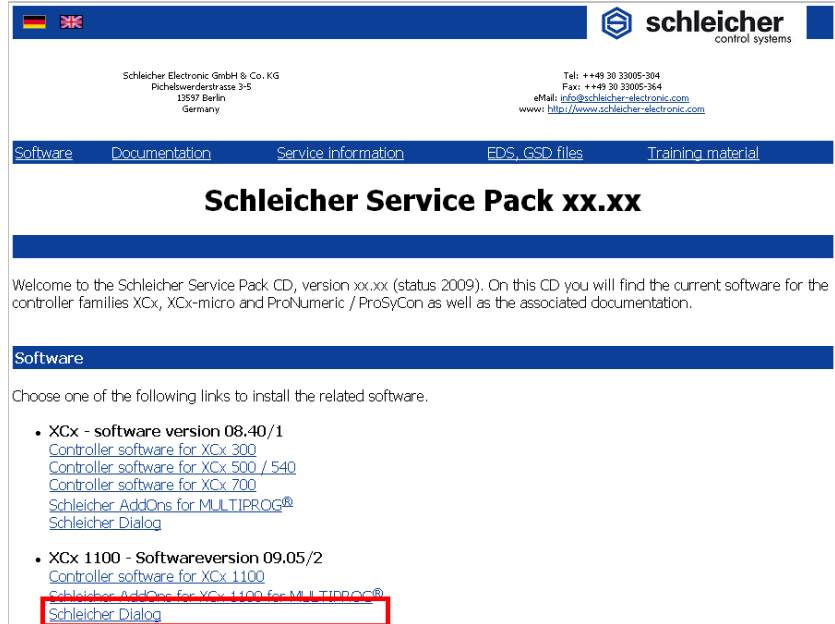 schleicher
control systems
Schleicher Electronic GmbH & Co. KG
Pichelswerderstrasse 3-5
13597 Berlin
Germany
Tel: ++49 30 33005-304
Fax: ++49 30 33005-364
eMail: info@schleicher-electronic.com
www: http://www.schleicher-electronic.com
Software Documentation Service information EDS, GSD files Training material
Schleicher Service Pack xx.xx
Welcome to the Schleicher Service Pack CD, version xx.xx (status 2009). On this CD you will find the current software for the
controller families XCx, XCx-micro and ProNumeric / ProSyCon as well as the associated documentation.
Software
Choose one of the following links to install the related software.
• XCx - software version 08.40/1
Controller software for XCx 300
Controller software for XCx 500 / 540
Controller software for XCx 700
Schleicher AddOns for MULTIPROG®
Schleicher Dialog
• XCx 1100 - Softwareversion 09.05/2
Controller software for XCx 1100
Schleicher AddOns for XCx 1100 for MULTIPROG®
Schleicher Dialog